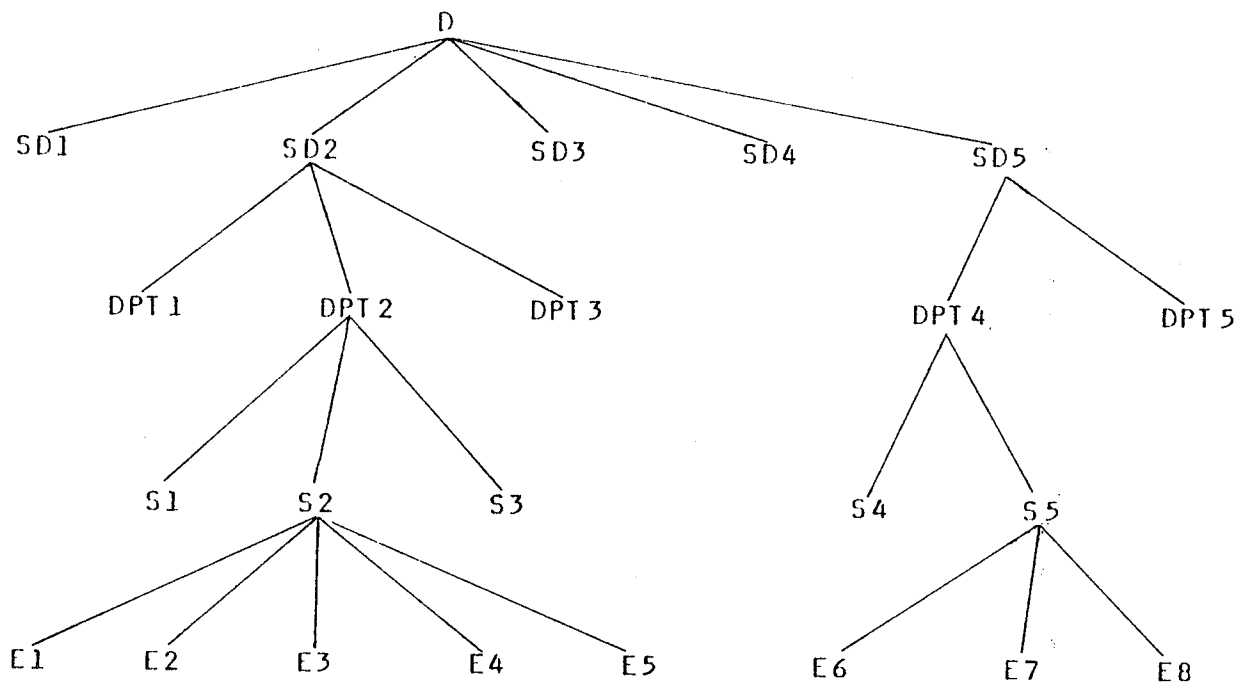 D
SD1 SD2 SD3 SD4 SD5
DPT1 DPT2 DPT3 DPT4 DPT5
S1 S2 S3 S4 S5
E1 E2 E3 E4 E5 E6 E7 E8